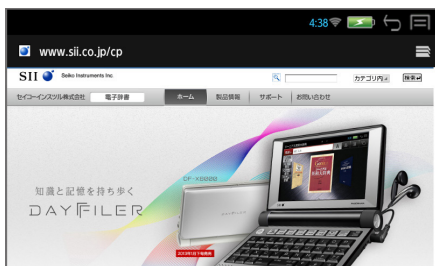 4:38
www.sii.co.jp/cp
SII Seiko Instruments Inc
カテゴリ内 検索
セイコーインスツル株式会社 電子辞書 ホーム 製品情報 サポート お問い合わせ
DF-X8000
知識と記憶を持ち歩く
DAYFILER